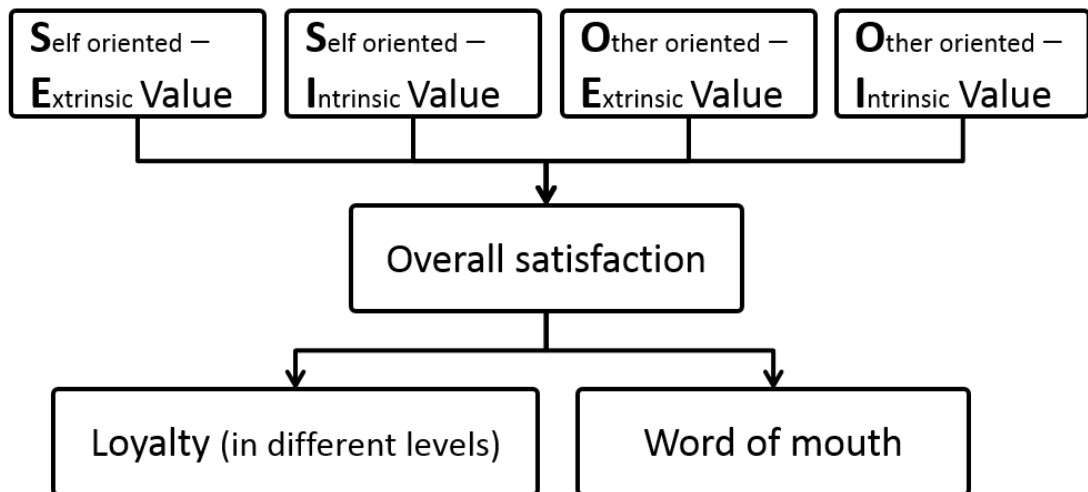 Self oriented –
Extrinsic Value
Self oriented –
Intrinsic Value
Other oriented –
Extrinsic Value
Other oriented –
Intrinsic Value
Overall satisfaction
Loyalty (in different levels)
Word of mouth